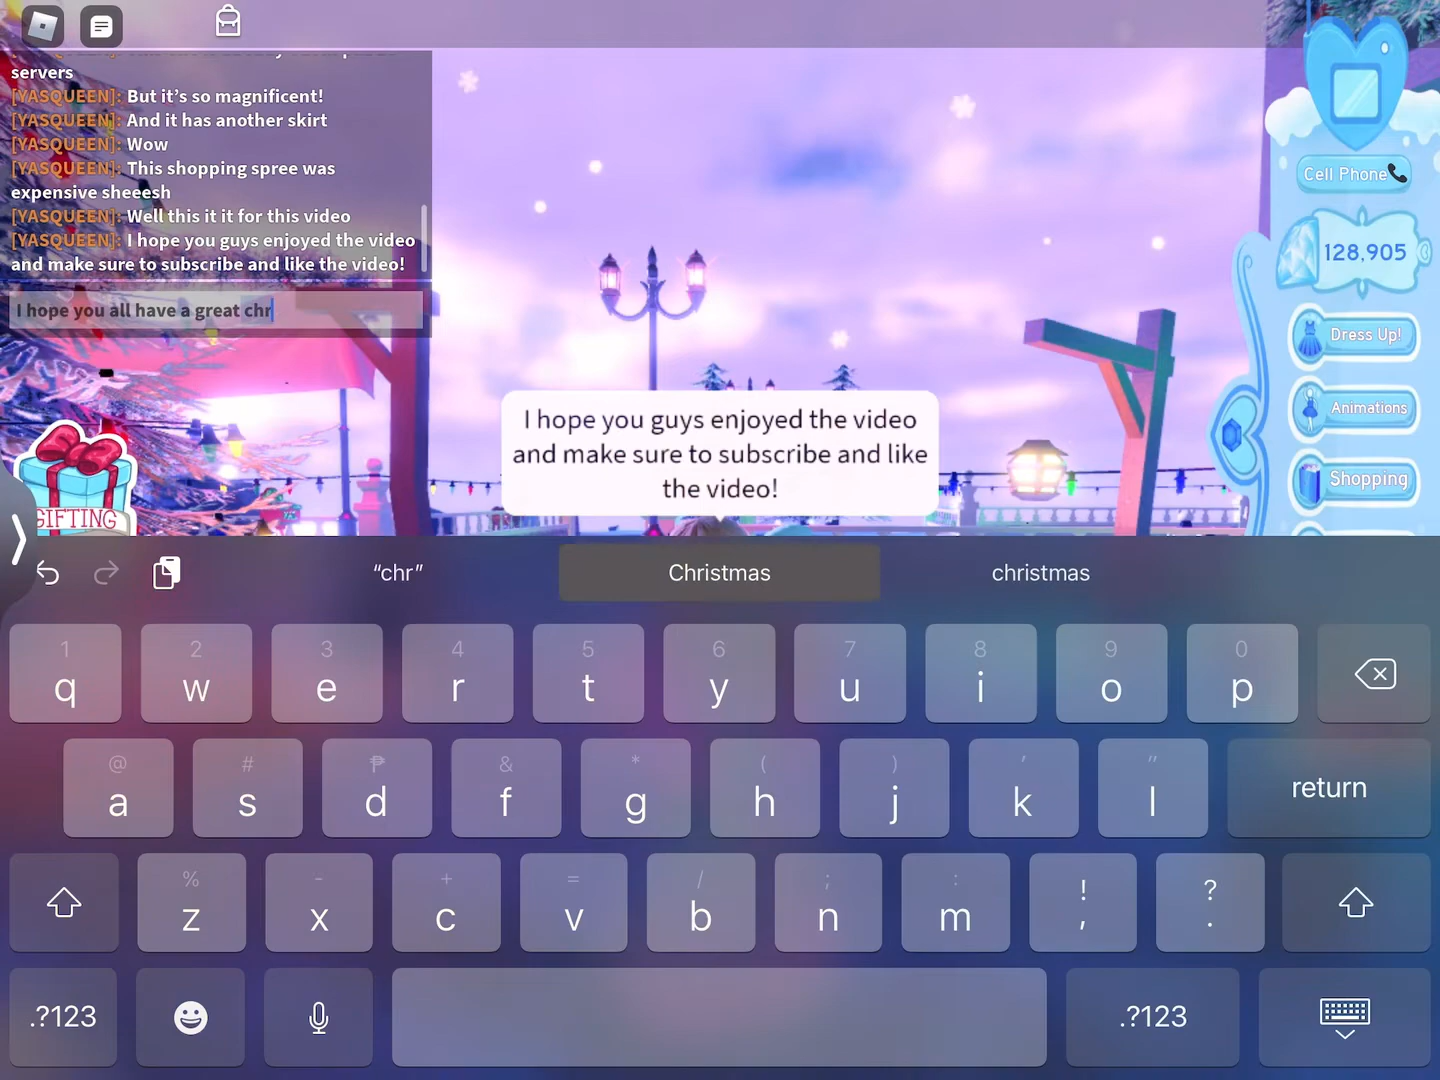 servers
[YASQUEEN]: But it's so magnificent!
[YASQUEEN]: And it has another skirt
[YASQUEEN]: Wow
[YASQUEEN]: This shopping spree was
expensive sheeesh
[YASQUEEN]: Well this it it for this video
[YASQUEEN]: I hope you guys enjoyed the video
and make sure to subscribe and like the video!
I hope you all have a great chr
Cell Phone
128,905
Dress Up!
Animations
Shopping
I hope you guys enjoyed the video
and make sure to subscribe and like
the video!
GIFTING
“chr” Christmas christmas
1 2 3 4 5 6 7 8 9 0
q w e r t y u i o p
@ # ₱ & * ( ) ' "
a s d f g h j k l return
% - + = / ; : ! ?
z x c v b n m , .
.?123 .?123